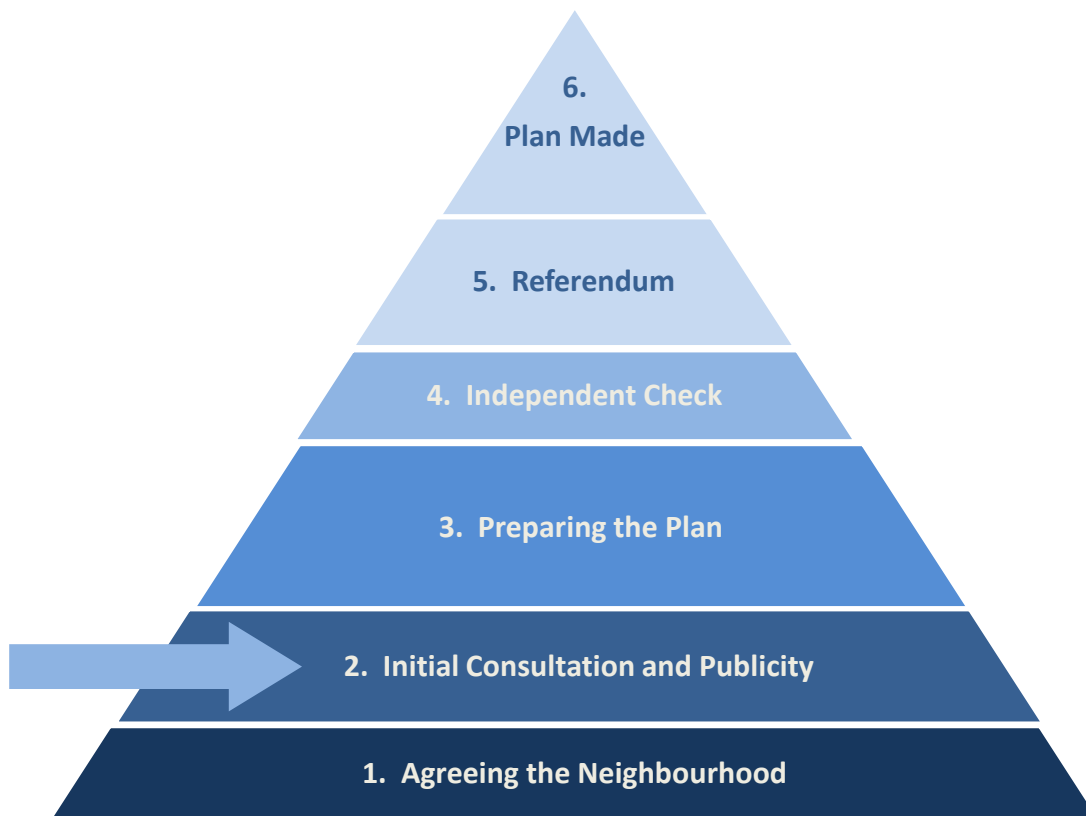 6.
Plan Made
5. Referendum
4. Independent Check
3. Preparing the Plan
2. Initial Consultation and Publicity
1. Agreeing the Neighbourhood